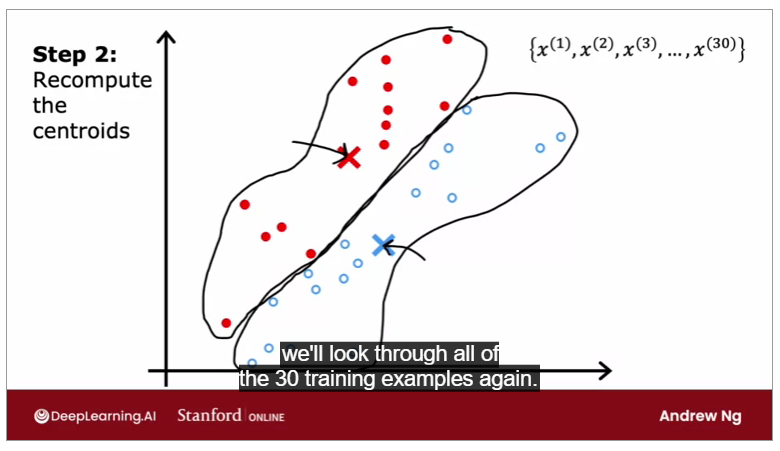 Step 2:
Recompute
the
centroids
{x⁽¹⁾, x⁽²⁾, x⁽³⁾, ..., x⁽³⁰⁾}
we'll look through all of
the 30 training examples again.
DeepLearning.AI
Stanford | ONLINE
Andrew Ng